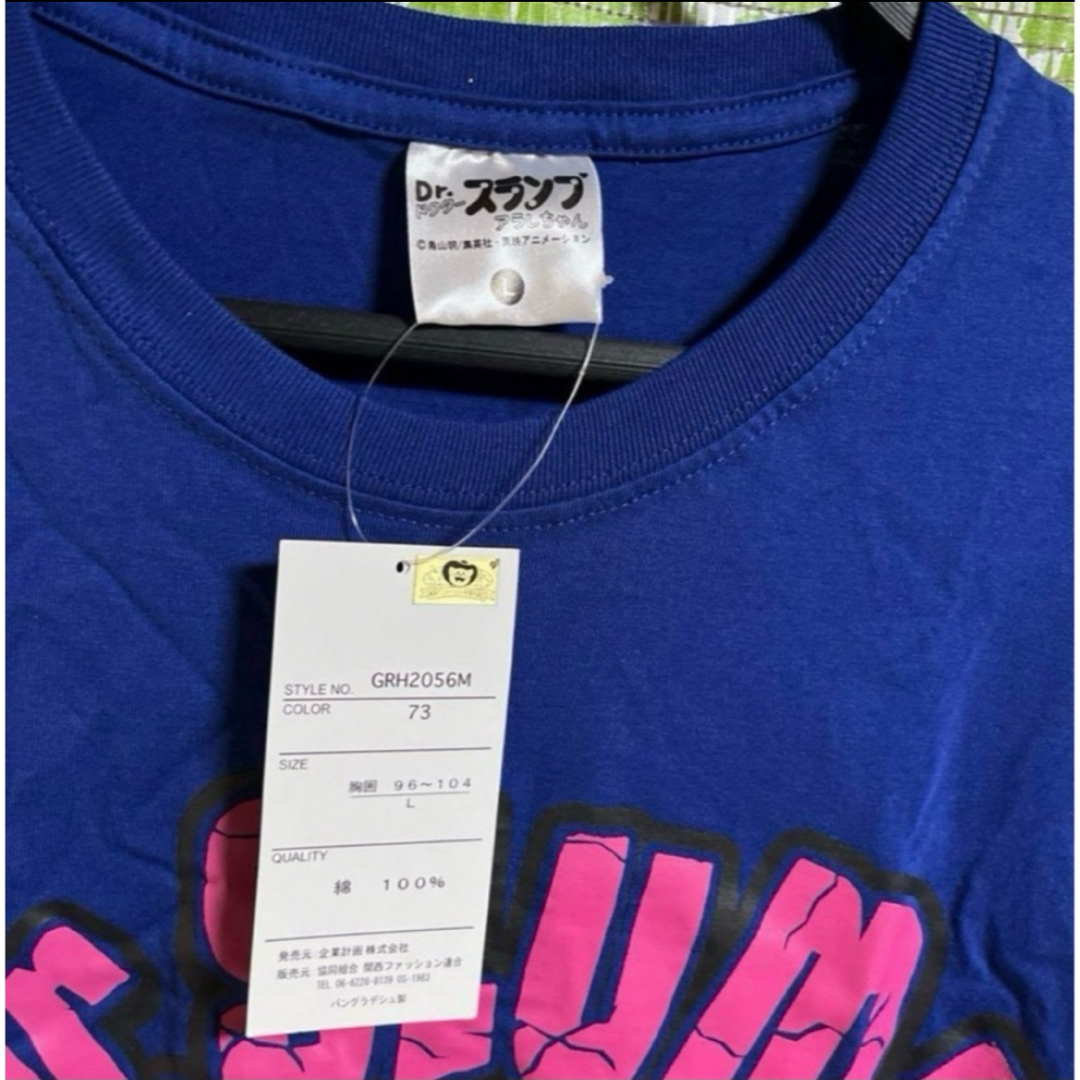 Dr.スランプ
ドクター
アラレちゃん
©鳥山明/集英社・東映アニメーション
L
STYLE NO. GRH2056M
COLOR 73
SIZE
胸囲 96～104
L
QUALITY
綿 100%
発売元:企業計画 株式会社
販売元:協同組合 関西ファッション連合
TEL 06-6228-
バングラデシュ製